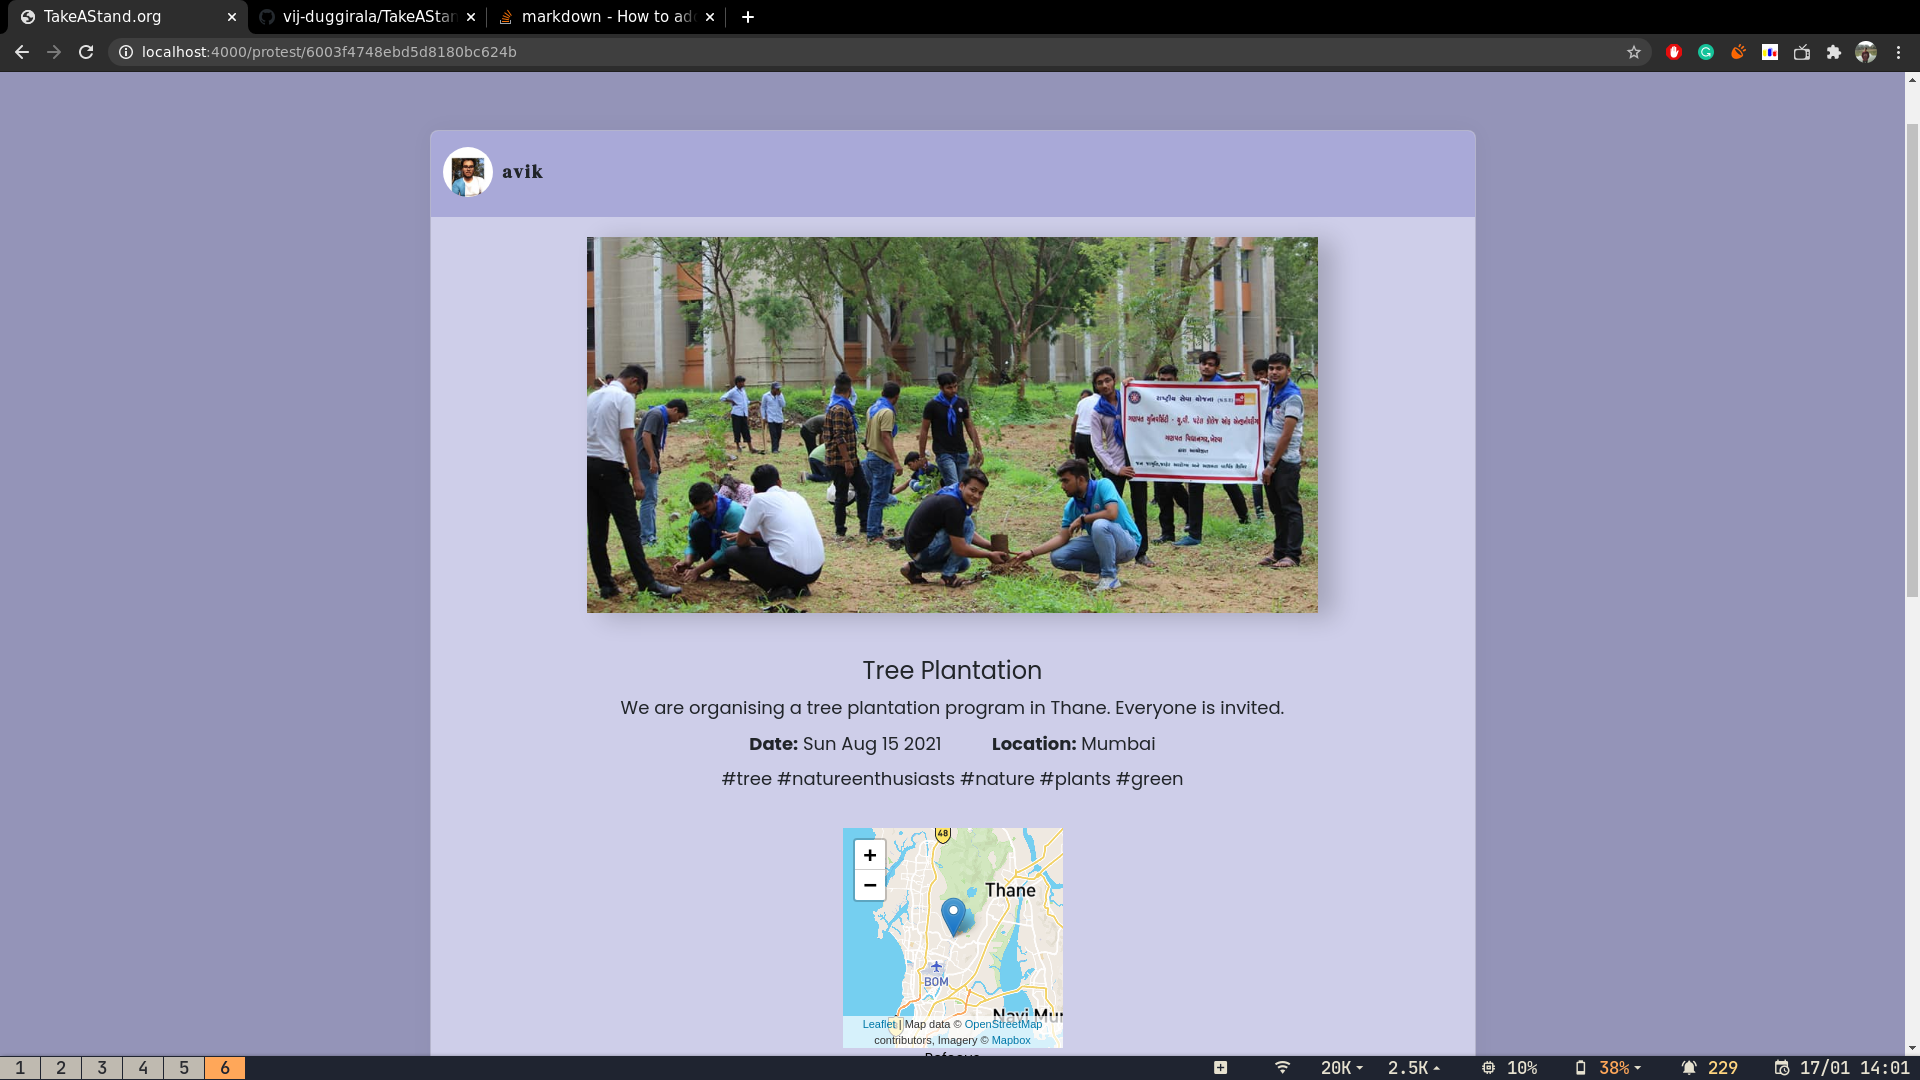 TakeAStand.org
vij-duggirala/TakeAStan
markdown - How to add
localhost:4000/protest/6003f4748ebd5d8180bc624b
avik
રાષ્ટ્રીય સેવા યોજના (N.S.S)
Tree Plantation
We are organising a tree plantation program in Thane. Everyone is invited.
Date: Sun Aug 15 2021 Location: Mumbai
#tree #natureenthusiasts #nature #plants #green
48
+
Thane
−
BOM
Navi Mu
Leaflet | Map data © OpenStreetMap
contributors, Imagery © Mapbox
Refocus
1 2 3 4 5 6 20K 2.5K 10% 38% 229 17/01 14:01